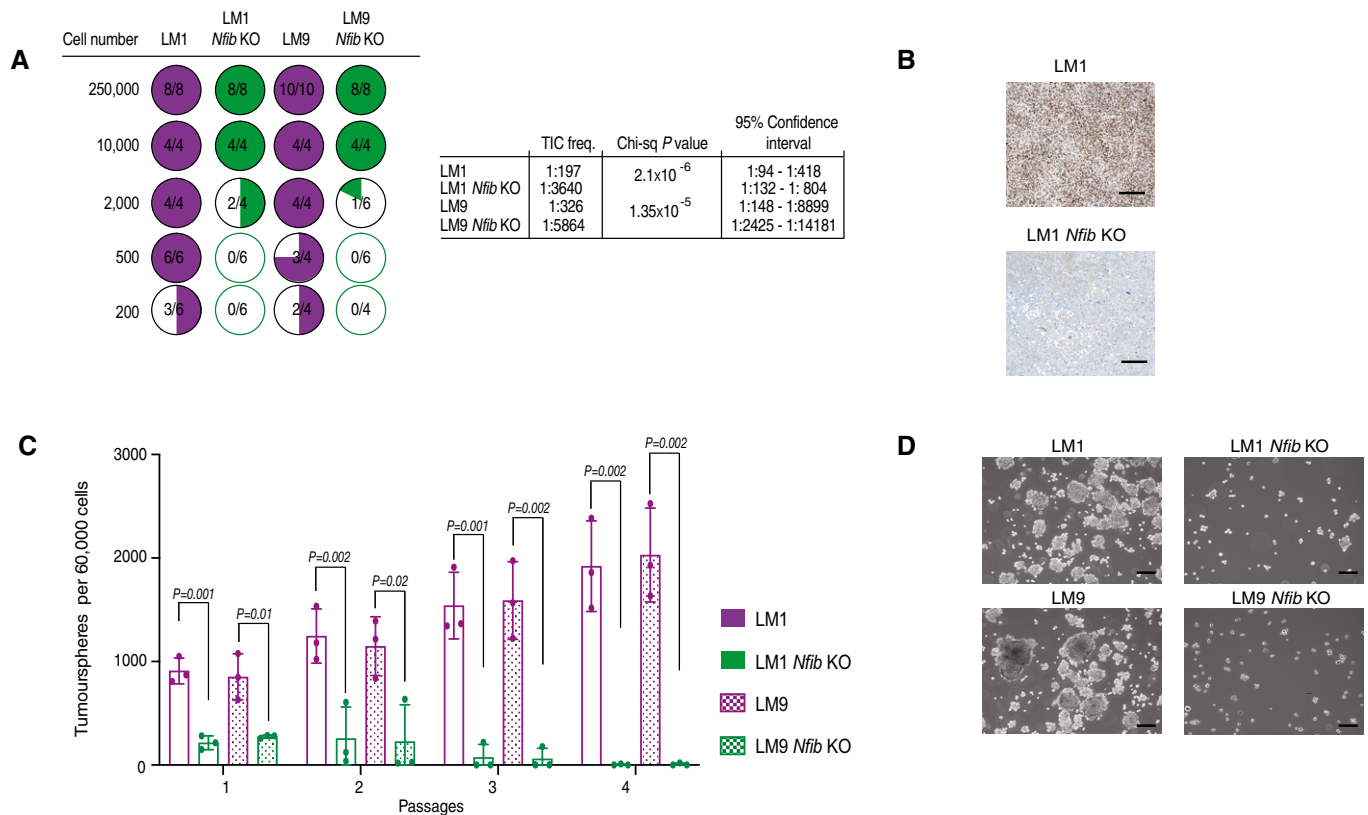 A
Cell number LM1 LM1 Nfib KO LM9 LM9 Nfib KO
250,000 8/8 8/8 10/10 8/8
10,000 4/4 4/4 4/4 4/4
2,000 4/4 2/4 4/4 1/6
500 6/6 0/6 3/4 0/6
200 3/6 0/6 2/4 0/4
TIC freq. Chi-sq P value 95% Confidence interval
LM1 1:197 2.1x10 -6 1:94 - 1:418
LM1 Nfib KO 1:3640 1:132 - 1: 804
LM9 1:326 1.35x10 -5 1:148 - 1:8899
LM9 Nfib KO 1:5864 1:2425 - 1:14181
B
LM1
LM1 Nfib KO
C
Tumourspheres per 60,000 cells
3000
2000
1000
0
P=0.001
P=0.01
P=0.002
P=0.02
P=0.001
P=0.002
P=0.002
P=0.002
1 2 3 4
Passages
LM1
LM1 Nfib KO
LM9
LM9 Nfib KO
D
LM1 LM1 Nfib KO
LM9 LM9 Nfib KO